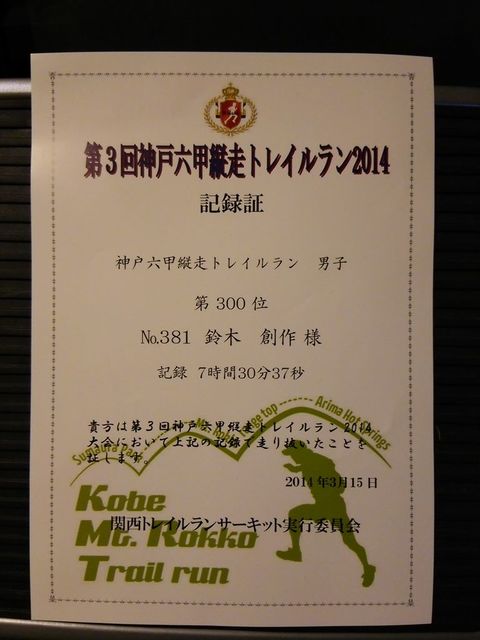 第3回神戸六甲縦走トレイルラン2014
記録証
神戸六甲縦走トレイルラン 男子
第 300 位
No.381 鈴木 創作 様
記録 7時間30分37秒
貴方は第3回神戸六甲縦走トレイルラン2014
大会において上記の記録で走り抜いたことを
証します。
Suma
top ------ Arima Hot Springs
2014年3月15日
関西トレイルランサーキット実行委員会
Kobe
Mt. Rokko
Trail run